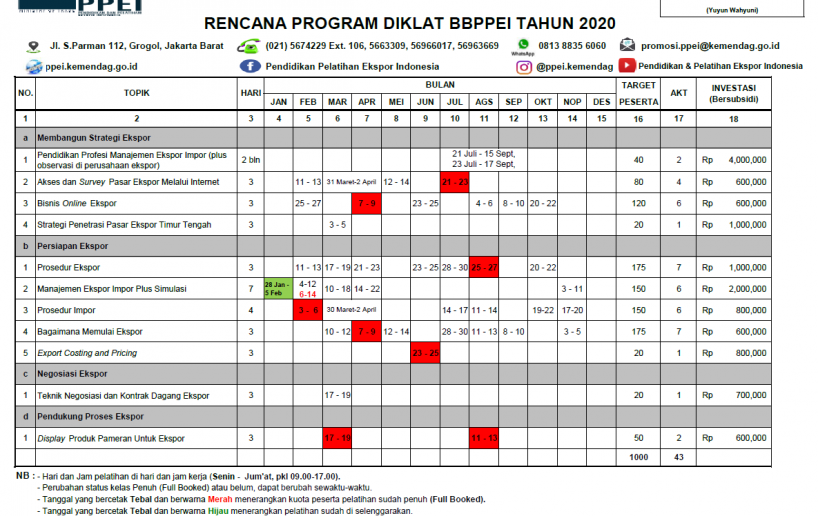 PPEI
(Yuyun Wahyuni)
RENCANA PROGRAM DIKLAT BBPPEI TAHUN 2020
Jl. S.Parman 112, Grogol, Jakarta Barat (021) 5674229 Ext. 106, 5663309, 56966017, 56963669 WhatsApp 0813 8835 6060 promosi.ppei@kemendag.go.id
ppei.kemendag.go.id Pendidikan Pelatihan Ekspor Indonesia @ppei.kemendag Pendidikan & Pelatihan Ekspor Indonesia
NO. TOPIK HARI BULAN TARGET PESERTA AKT INVESTASI (Bersubsidi)
JAN FEB MAR APR MEI JUN JUL AGS SEP OKT NOP DES
1 2 3 4 5 6 7 8 9 10 11 12 13 14 15 16 17 18
a Membangun Strategi Ekspor
1 Pendidikan Profesi Manajemen Ekspor Impor (plus observasi di perusahaan ekspor) 2 bln 21 Juli - 15 Sept, 23 Juli - 17 Sept, 40 2 Rp 4,000,000
2 Akses dan Survey Pasar Ekspor Melalui Internet 3 11 - 13 31 Maret-2 April 12 - 14 21 - 23 80 4 Rp 600,000
3 Bisnis Online Ekspor 3 25 - 27 7 - 9 23 - 25 4 - 6 8 - 10 20 - 22 120 6 Rp 600,000
4 Strategi Penetrasi Pasar Ekspor Timur Tengah 3 3 - 5 20 1 Rp 1,000,000
b Persiapan Ekspor
1 Prosedur Ekspor 3 11 - 13 17 - 19 21 - 23 23 - 25 28 - 30 25 - 27 20 - 22 175 7 Rp 1,000,000
2 Manajemen Ekspor Impor Plus Simulasi 7 28 Jan - 5 Feb 4-12 6-14 10 - 18 14 - 22 3 - 11 150 6 Rp 2,000,000
3 Prosedur Impor 4 3 - 6 30 Maret-2 April 14 - 17 11 - 14 19-22 17-20 150 6 Rp 800,000
4 Bagaimana Memulai Ekspor 3 10 - 12 7 - 9 12 - 14 28 - 30 11 - 13 8 - 10 3 - 5 175 7 Rp 600,000
5 Export Costing and Pricing 3 23 - 25 20 1 Rp 800,000
c Negosiasi Ekspor
1 Teknik Negosiasi dan Kontrak Dagang Ekspor 3 17 - 19 20 1 Rp 700,000
d Pendukung Proses Ekspor
1 Display Produk Pameran Untuk Ekspor 3 17 - 19 11 - 13 50 2 Rp 600,000
1000 43
NB : - Hari dan Jam pelatihan di hari dan jam kerja (Senin - Jum'at, pkl 09.00-17.00).
- Perubahan status kelas Penuh (Full Booked) atau belum, dapat berubah sewaktu-waktu.
- Tanggal yang bercetak Tebal dan berwarna Merah menerangkan kuota peserta pelatihan sudah penuh (Full Booked).
- Tanggal yang bercetak Tebal dan berwarna Hijau menerangkan pelatihan sudah di selenggarakan.